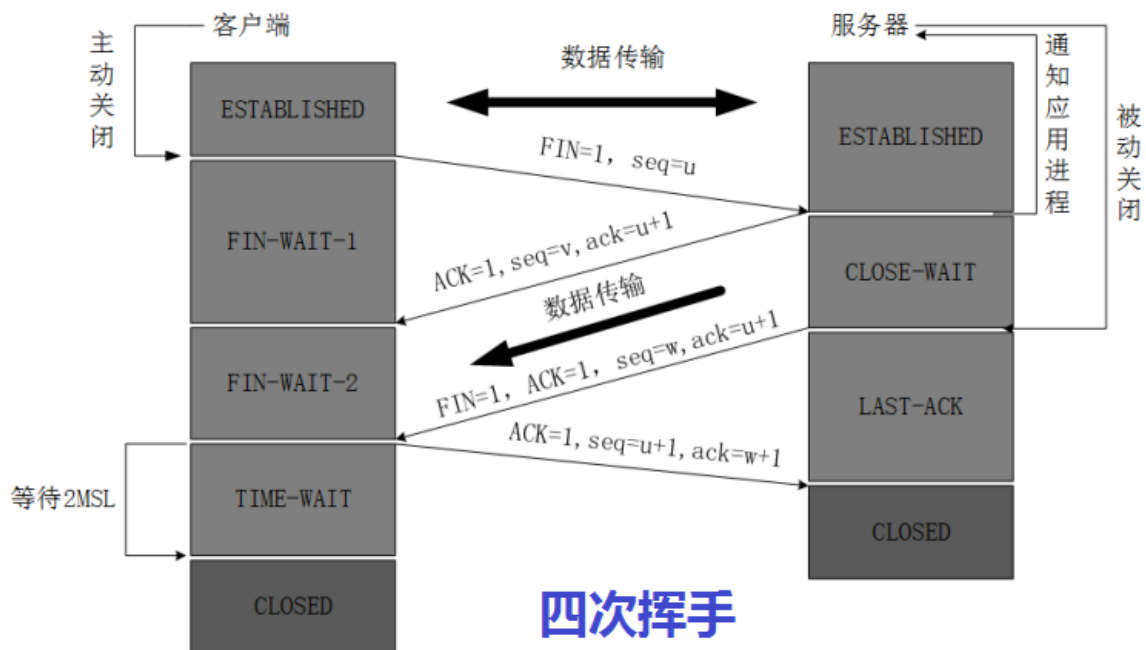 客户端
服务器
主动关闭
数据传输
通知应用进程
被动关闭
ESTABLISHED
ESTABLISHED
FIN=1, seq=u
FIN-WAIT-1
ACK=1,seq=v,ack=u+1
CLOSE-WAIT
数据传输
FIN-WAIT-2
FIN=1, ACK=1, seq=w,ack=u+1
LAST-ACK
ACK=1,seq=u+1,ack=w+1
等待2MSL
TIME-WAIT
CLOSED
CLOSED
四次挥手